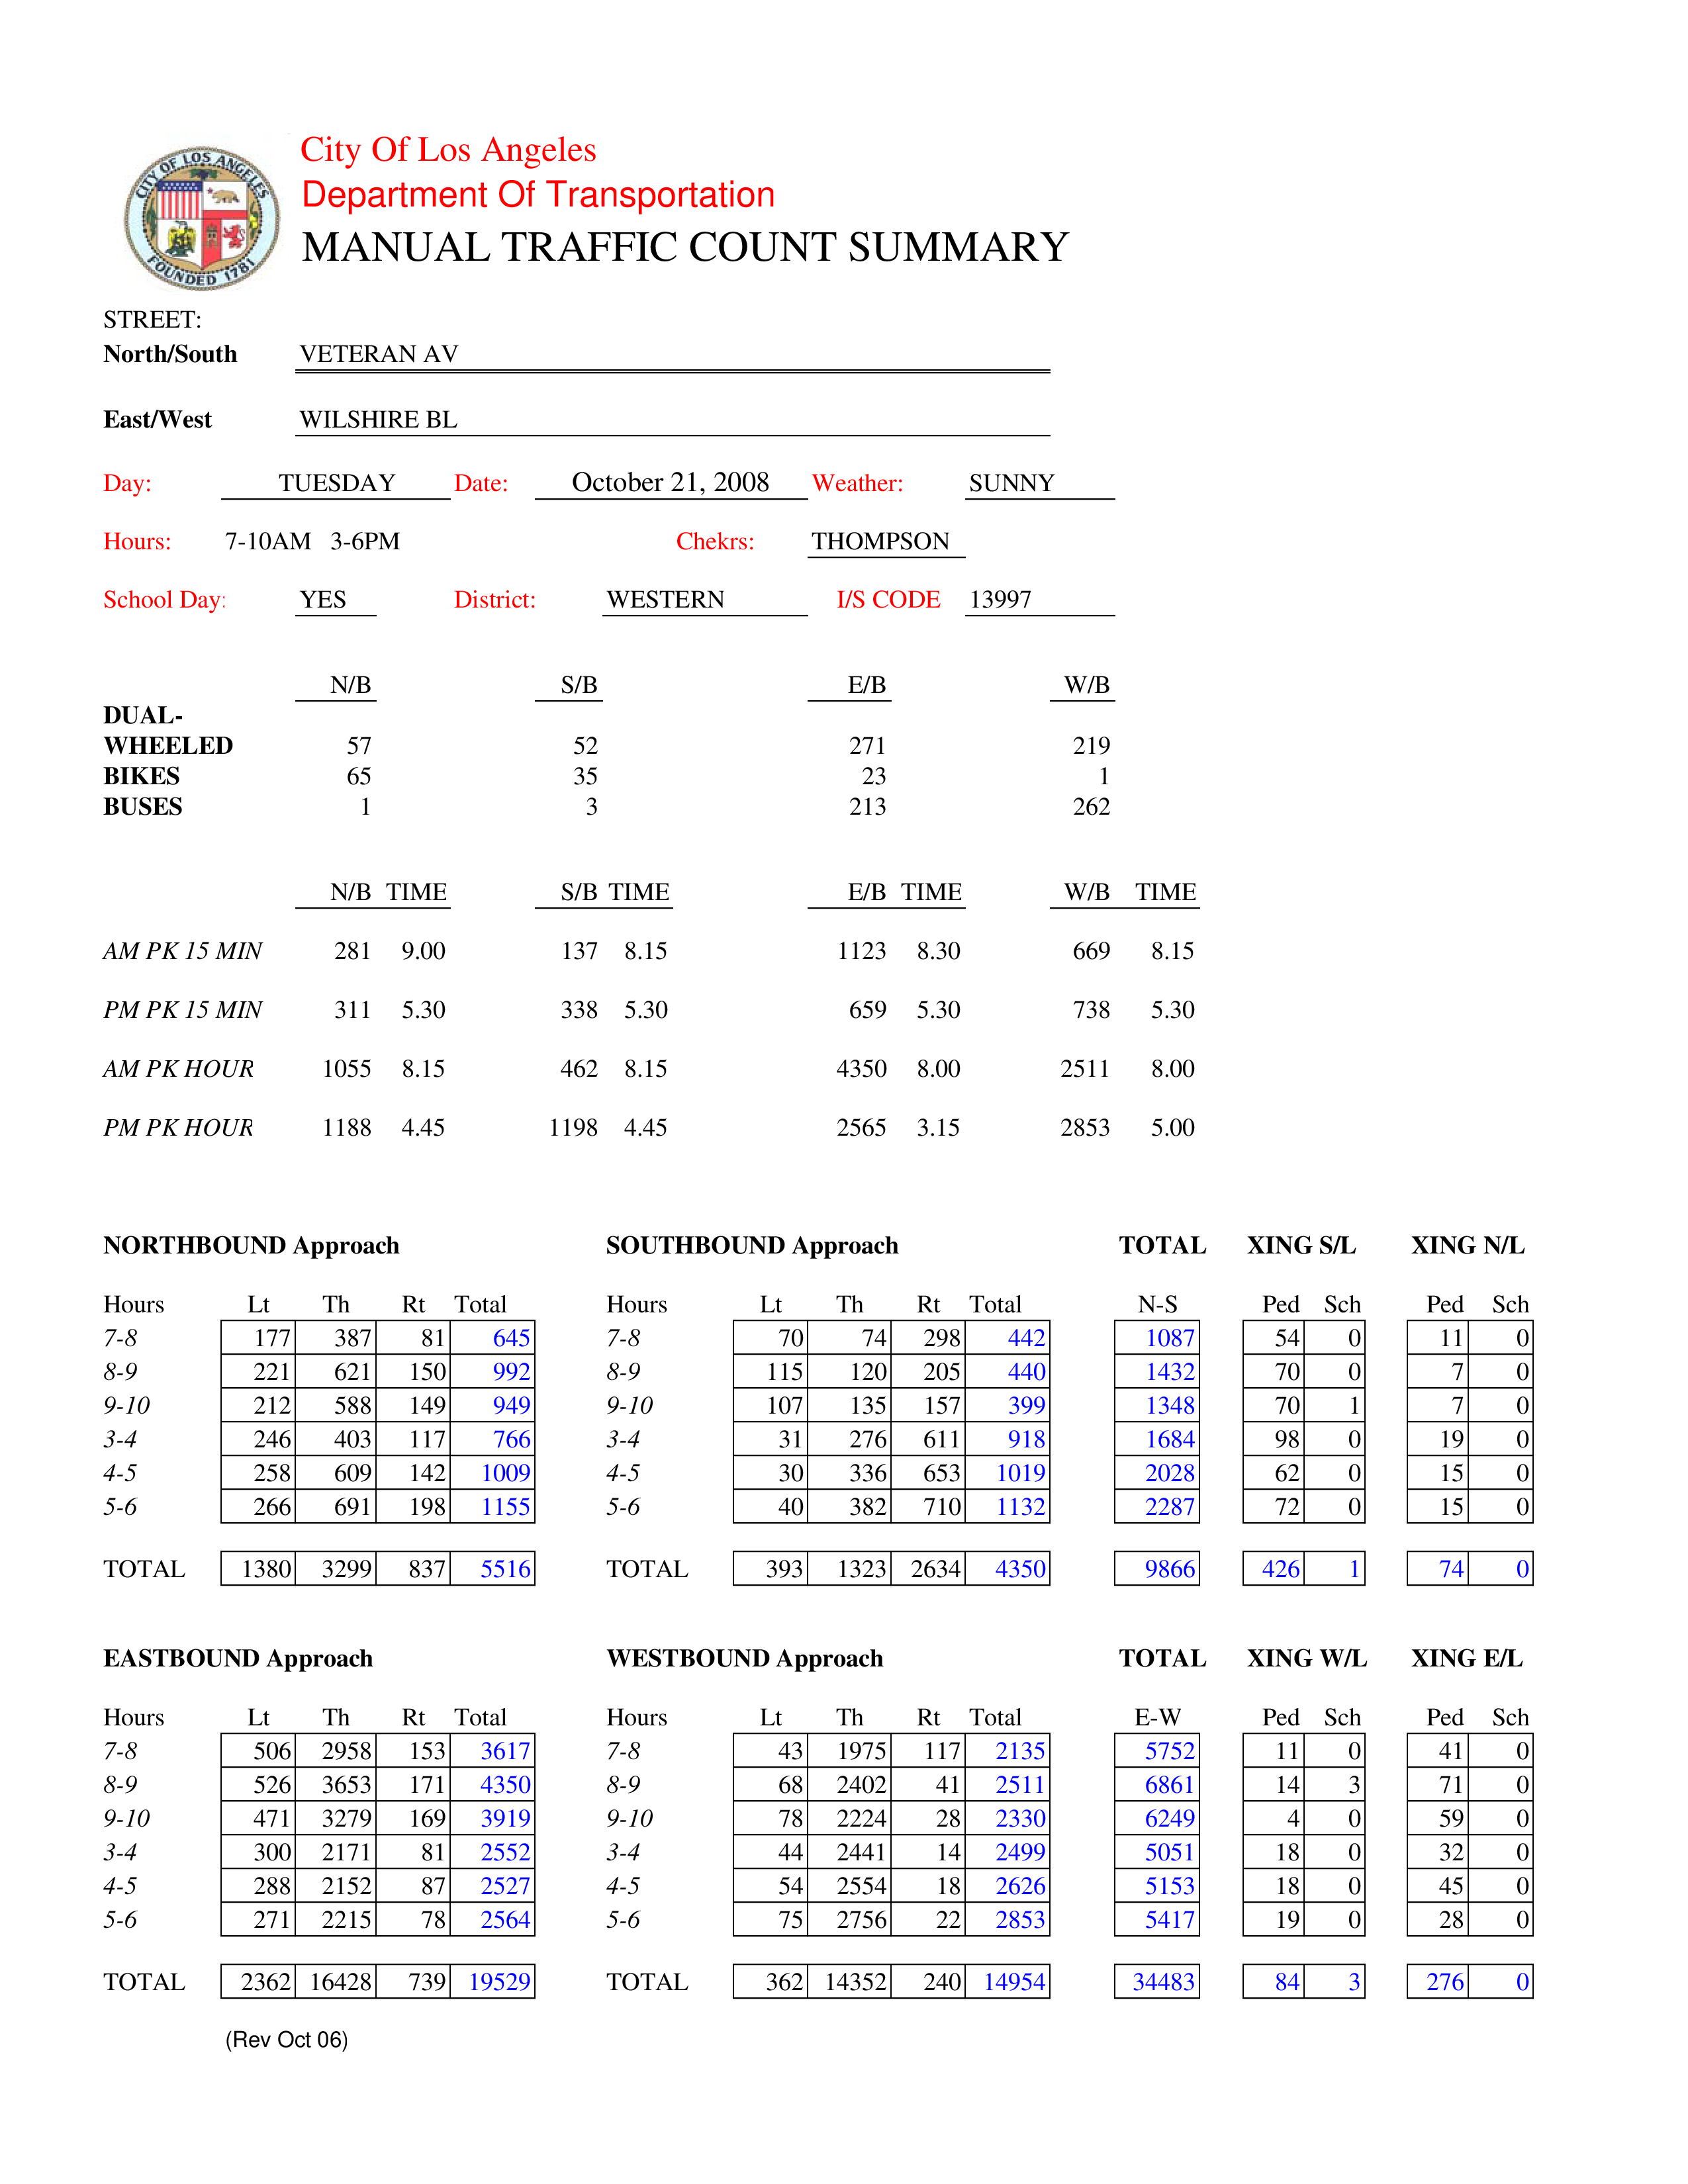 CITY OF LOS ANGELES
FOUNDED 1781
City Of Los Angeles
Department Of Transportation
MANUAL TRAFFIC COUNT SUMMARY
STREET:
North/South VETERAN AV
East/West WILSHIRE BL
Day: TUESDAY Date: October 21, 2008 Weather: SUNNY
Hours: 7-10AM 3-6PM Chekrs: THOMPSON
School Day: YES District: WESTERN I/S CODE 13997
N/B S/B E/B W/B
DUAL-
WHEELED 57 52 271 219
BIKES 65 35 23 1
BUSES 1 3 213 262
N/B TIME S/B TIME E/B TIME W/B TIME
AM PK 15 MIN 281 9.00 137 8.15 1123 8.30 669 8.15
PM PK 15 MIN 311 5.30 338 5.30 659 5.30 738 5.30
AM PK HOUR 1055 8.15 462 8.15 4350 8.00 2511 8.00
PM PK HOUR 1188 4.45 1198 4.45 2565 3.15 2853 5.00
NORTHBOUND Approach SOUTHBOUND Approach TOTAL XING S/L XING N/L
Hours Lt Th Rt Total Hours Lt Th Rt Total N-S Ped Sch Ped Sch
7-8 177 387 81 645 7-8 70 74 298 442 1087 54 0 11 0
8-9 221 621 150 992 8-9 115 120 205 440 1432 70 0 7 0
9-10 212 588 149 949 9-10 107 135 157 399 1348 70 1 7 0
3-4 246 403 117 766 3-4 31 276 611 918 1684 98 0 19 0
4-5 258 609 142 1009 4-5 30 336 653 1019 2028 62 0 15 0
5-6 266 691 198 1155 5-6 40 382 710 1132 2287 72 0 15 0
TOTAL 1380 3299 837 5516 TOTAL 393 1323 2634 4350 9866 426 1 74 0
EASTBOUND Approach WESTBOUND Approach TOTAL XING W/L XING E/L
Hours Lt Th Rt Total Hours Lt Th Rt Total E-W Ped Sch Ped Sch
7-8 506 2958 153 3617 7-8 43 1975 117 2135 5752 11 0 41 0
8-9 526 3653 171 4350 8-9 68 2402 41 2511 6861 14 3 71 0
9-10 471 3279 169 3919 9-10 78 2224 28 2330 6249 4 0 59 0
3-4 300 2171 81 2552 3-4 44 2441 14 2499 5051 18 0 32 0
4-5 288 2152 87 2527 4-5 54 2554 18 2626 5153 18 0 45 0
5-6 271 2215 78 2564 5-6 75 2756 22 2853 5417 19 0 28 0
TOTAL 2362 16428 739 19529 TOTAL 362 14352 240 14954 34483 84 3 276 0
(Rev Oct 06)